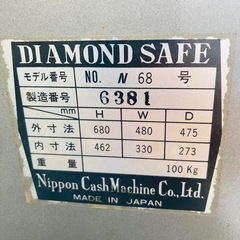 DIAMOND SAFE
モデル番号 NO. N 68 号
製造番号 6381
H W D
外寸法 680 480 475
内寸法 462 330 273
重量 100 Kg
Nippon Cash Machine Co., Ltd.
MADE IN JAPAN